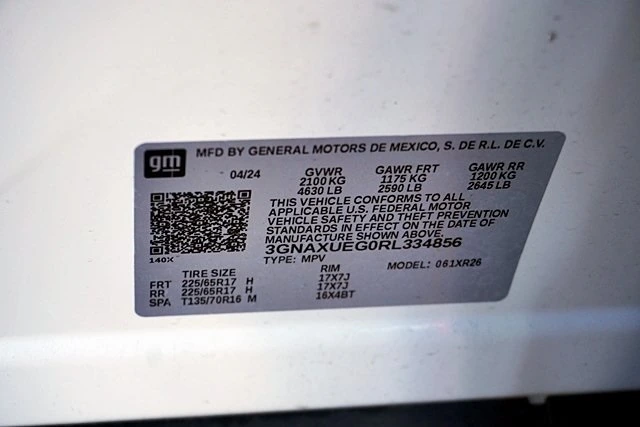 gm
MFD BY GENERAL MOTORS DE MEXICO, S. DE R.L. DE C.V.
04/24 GVWR GAWR FRT GAWR RR
2100 KG 1175 KG 1200 KG
4630 LB 2590 LB 2645 LB
THIS VEHICLE CONFORMS TO ALL
APPLICABLE U.S. FEDERAL MOTOR
VEHICLE SAFETY AND THEFT PREVENTION
STANDARDS IN EFFECT ON THE DATE OF
MANUFACTURE SHOWN ABOVE.
3GNAXUEG0RL334856
140X
TYPE: MPV MODEL: 061XR26
TIRE SIZE RIM
FRT 225/65R17 H 17X7J
RR 225/65R17 H 17X7J
SPA T135/70R16 M 16X4BT